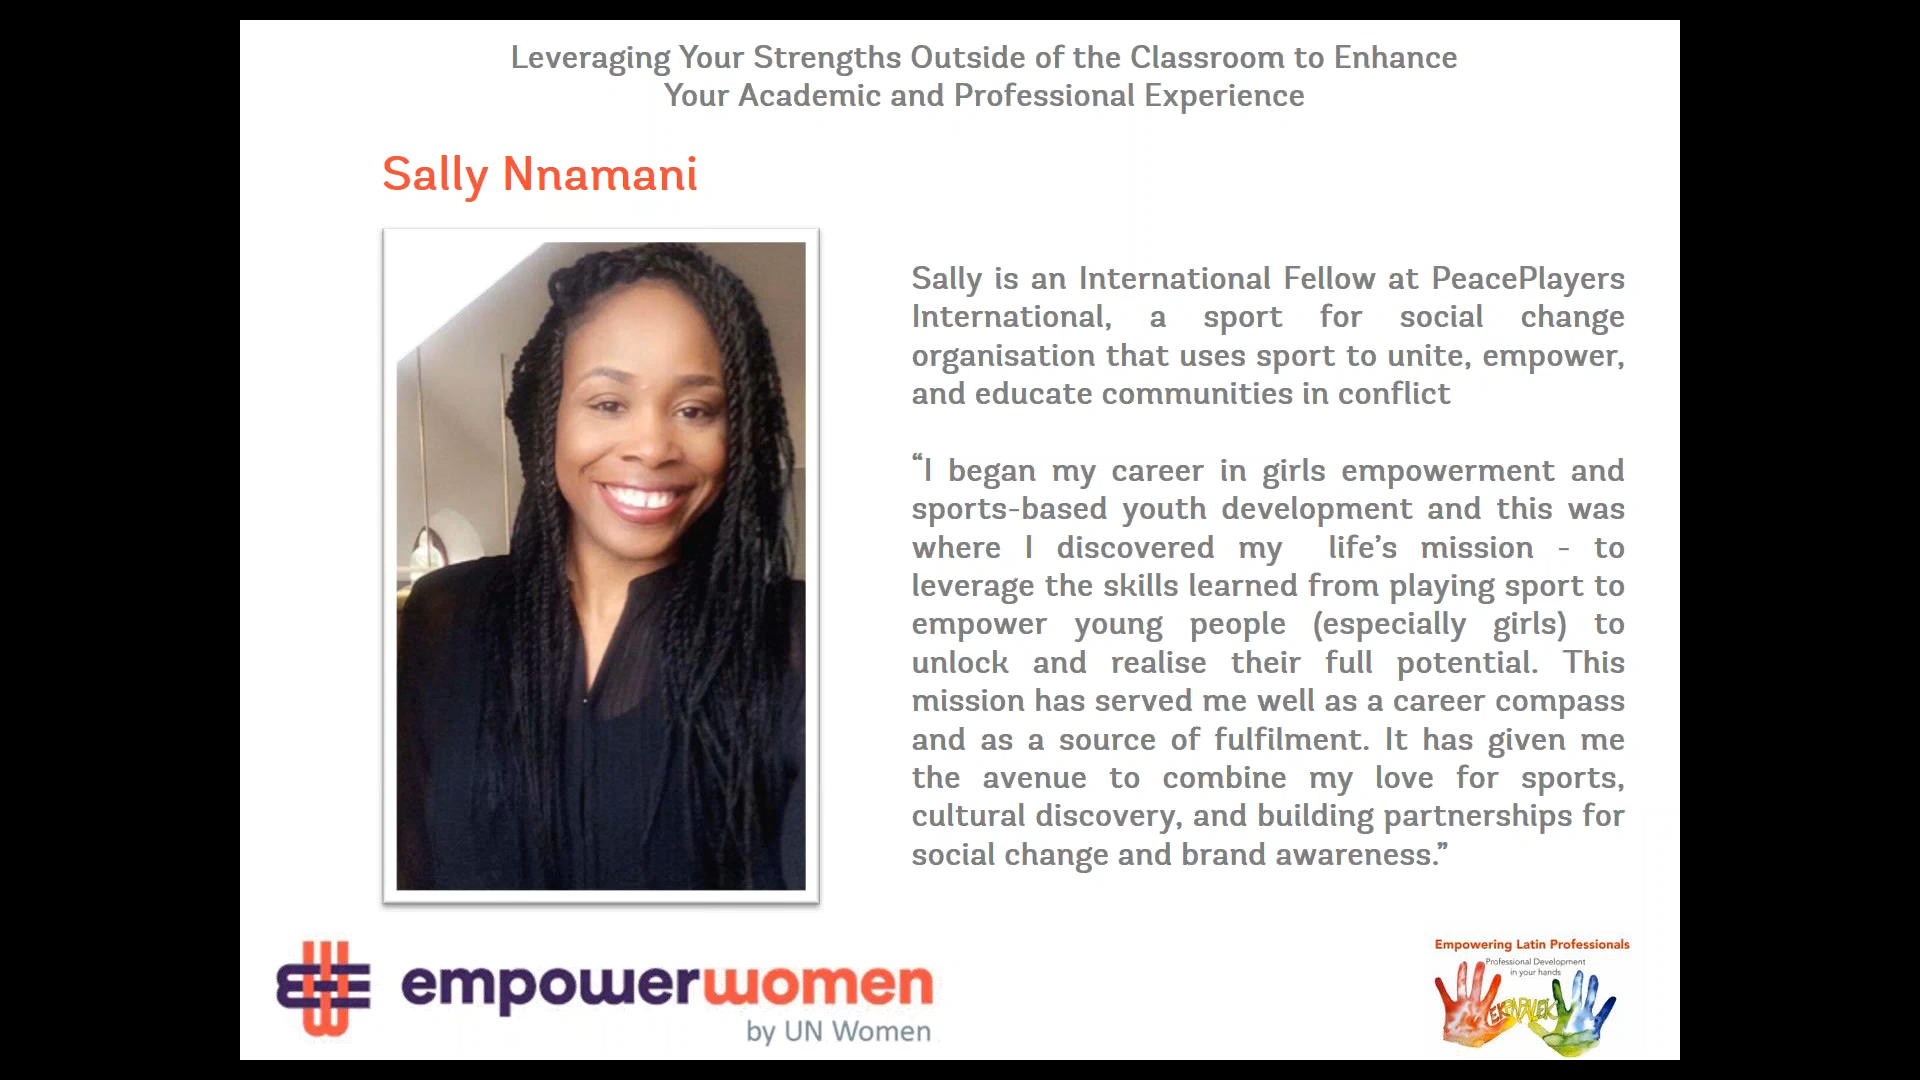 Leveraging Your Strengths Outside of the Classroom to Enhance
Your Academic and Professional Experience
Sally Nnamani
Sally is an International Fellow at PeacePlayers
International, a sport for social change
organisation that uses sport to unite, empower,
and educate communities in conflict
“I began my career in girls empowerment and
sports-based youth development and this was
where I discovered my life’s mission - to
leverage the skills learned from playing sport to
empower young people (especially girls) to
unlock and realise their full potential. This
mission has served me well as a career compass
and as a source of fulfilment. It has given me
the avenue to combine my love for sports,
cultural discovery, and building partnerships for
social change and brand awareness.”
empowerwomen
by UN Women
Empowering Latin Professionals
Professional Development
in your hands